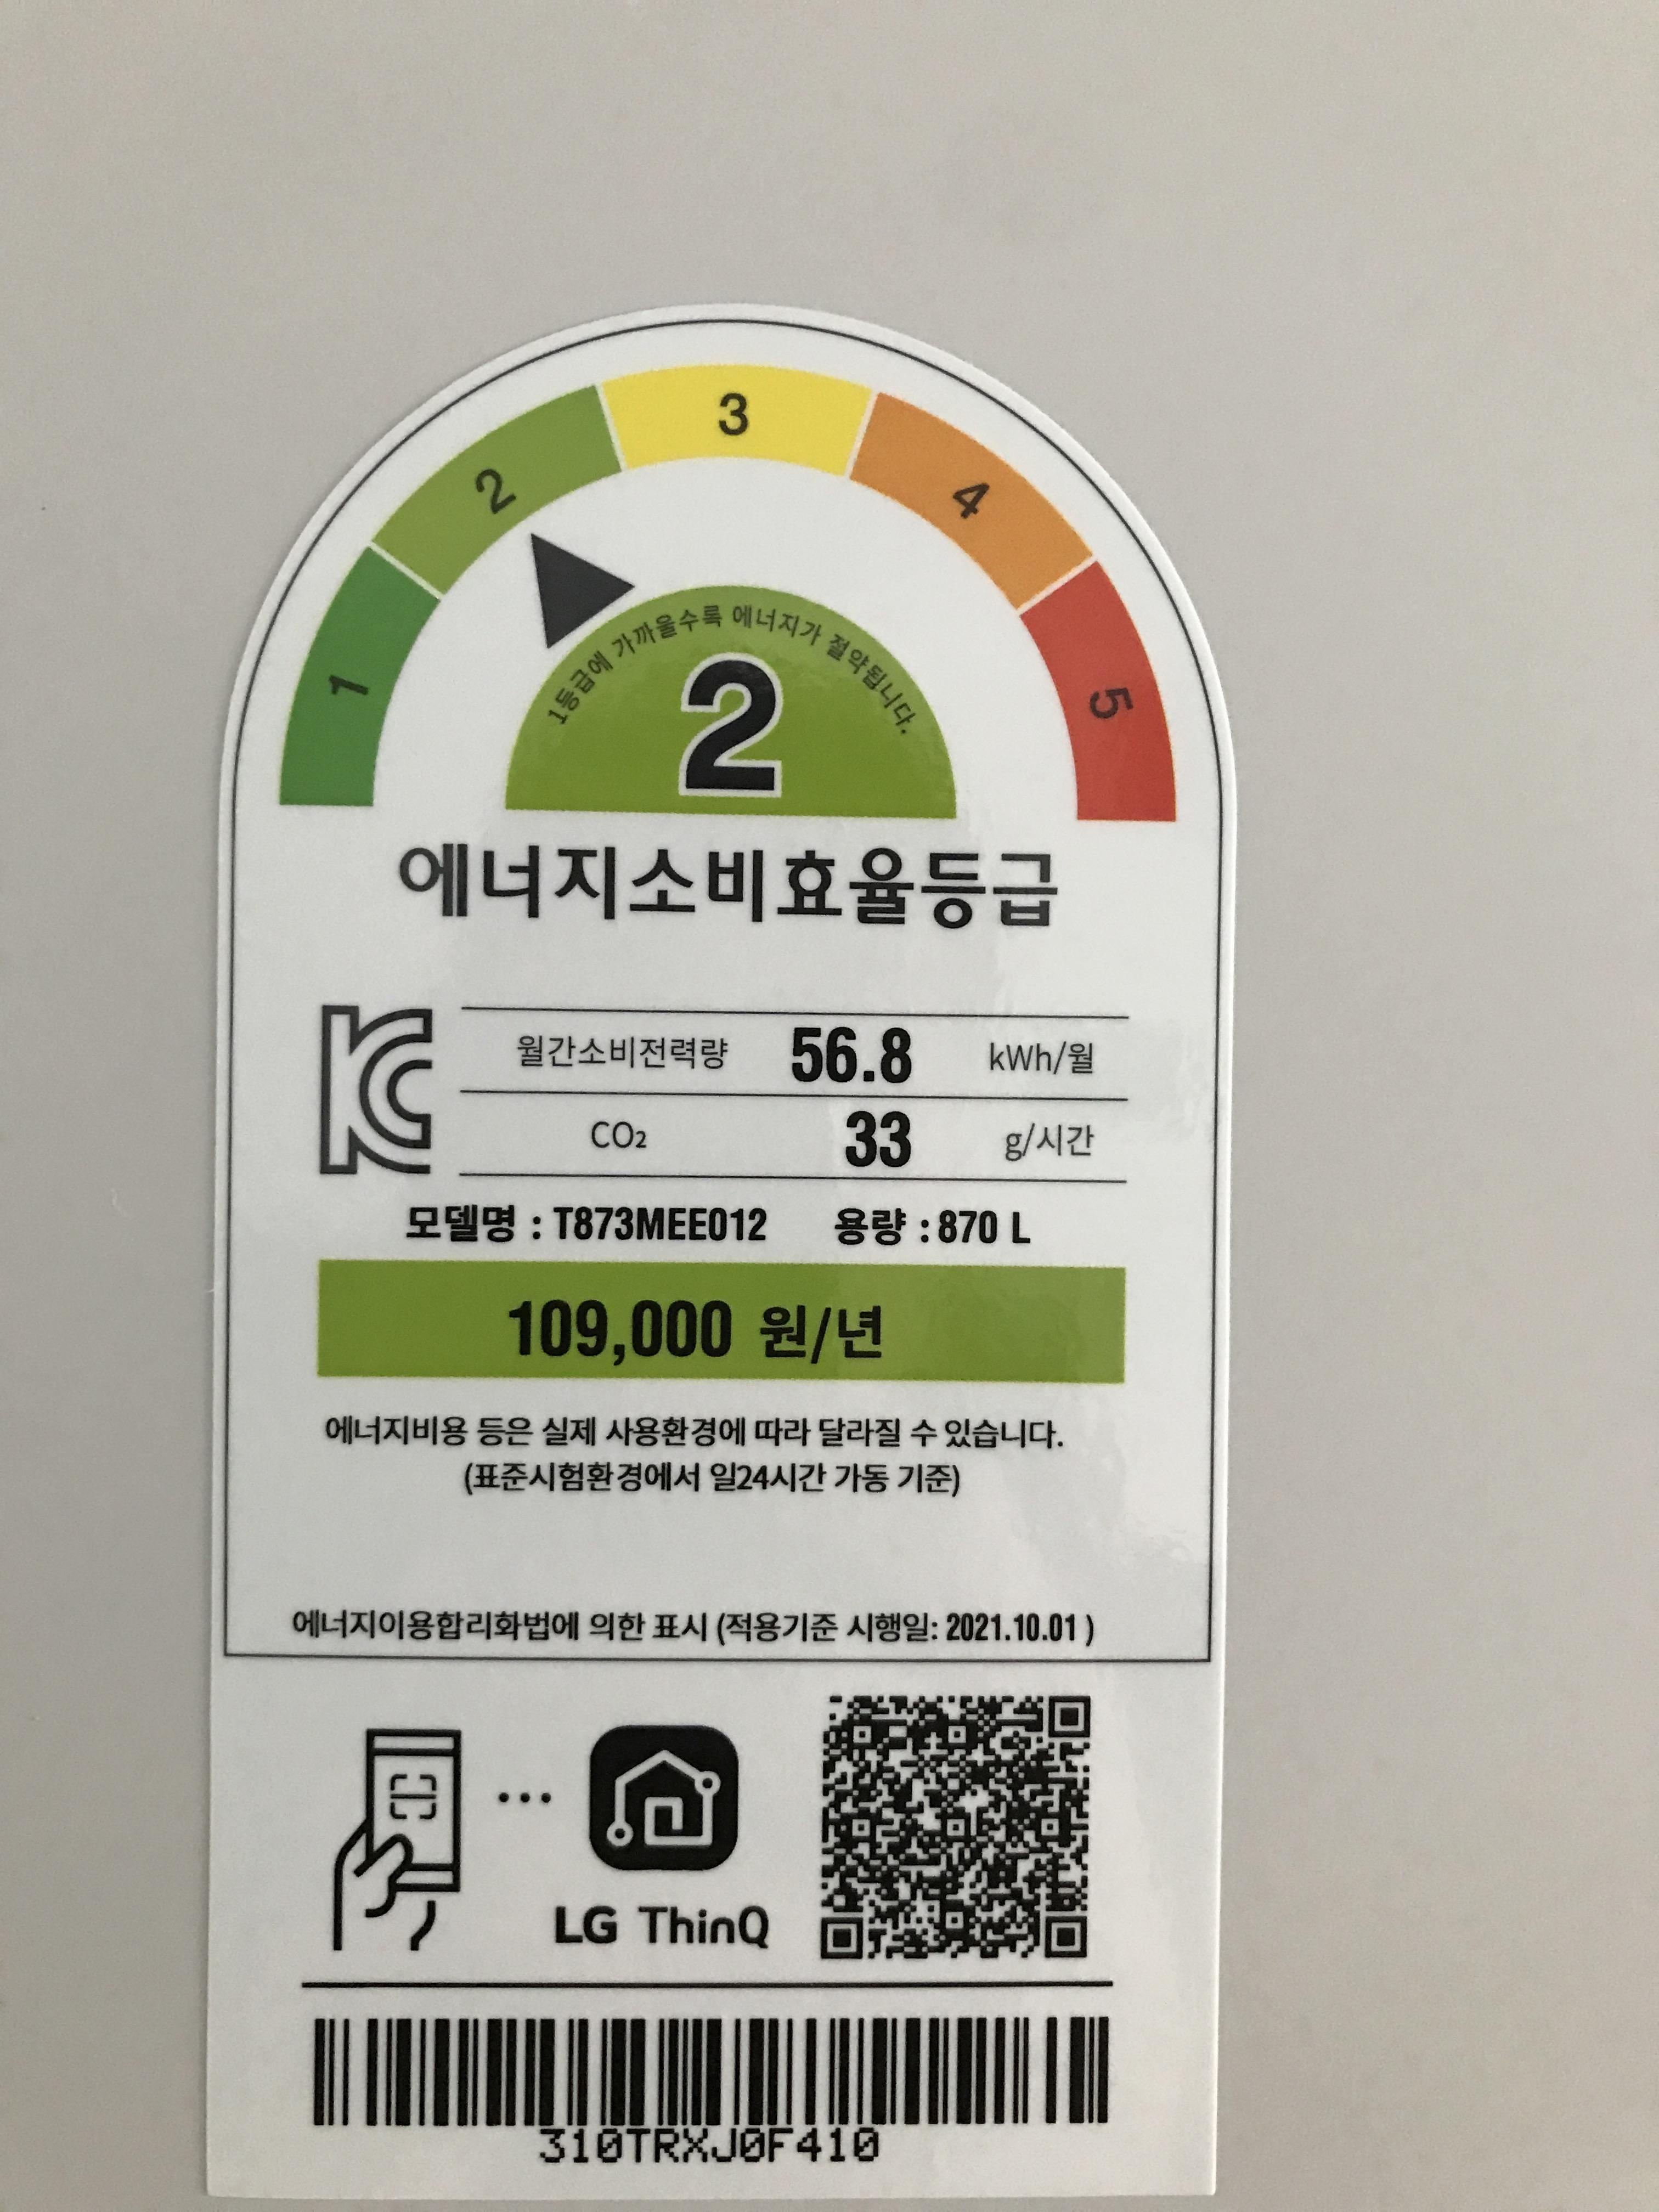 1 2 3 4 5
1등급에 가까울수록 에너지가 절약됩니다.
2
에너지소비효율등급
월간소비전력량 56.8 kWh/월
CO₂ 33 g/시간
모델명 : T873MEE012 용량 : 870 L
109,000 원/년
에너지비용 등은 실제 사용환경에 따라 달라질 수 있습니다.
(표준시험환경에서 일24시간 가동 기준)
에너지이용합리화법에 의한 표시 (적용기준 시행일: 2021.10.01 )
LG ThinQ
310TRXJ0F410